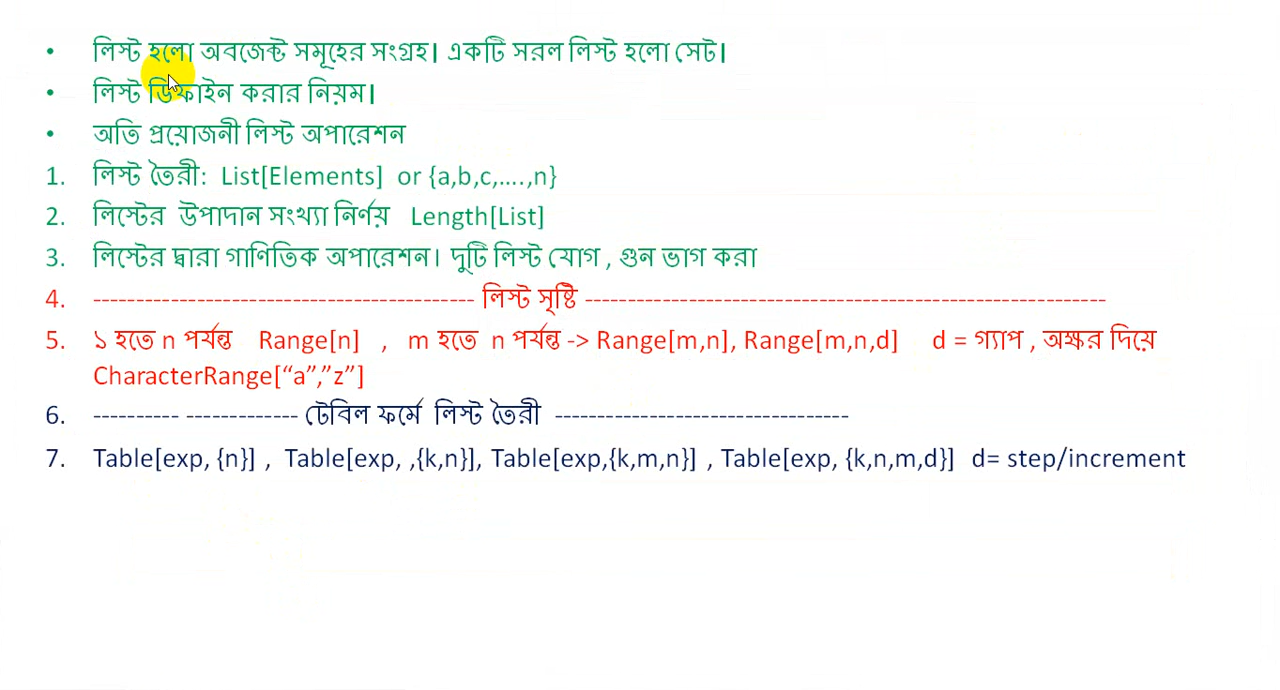 • লিস্ট হলো অবজেক্ট সমূহের সংগ্রহ। একটি সরল লিস্ট হলো সেট।
• লিস্ট ডিফাইন করার নিয়ম।
• অতি প্রয়োজনী লিস্ট অপারেশন
1. লিস্ট তৈরী: List[Elements] or {a,b,c,....,n}
2. লিস্টের উপাদান সংখ্যা নির্ণয় Length[List]
3. লিস্টের দ্বারা গাণিতিক অপারেশন। দুটি লিস্ট যোগ , গুন ভাগ করা
4. --------------------------------------------- লিস্ট সৃষ্টি --------------------------------------------------------------
5. ১ হতে n পর্যন্ত Range[n] , m হতে n পর্যন্ত -> Range[m,n], Range[m,n,d] d = গ্যাপ , অক্ষর দিয়ে
CharacterRange[“a”,”z”]
6. ---------- ------------- টেবিল ফর্মে লিস্ট তৈরী -----------------------------------
7. Table[exp, {n}] , Table[exp, ,{k,n}], Table[exp,{k,m,n}] , Table[exp, {k,n,m,d}] d= step/increment